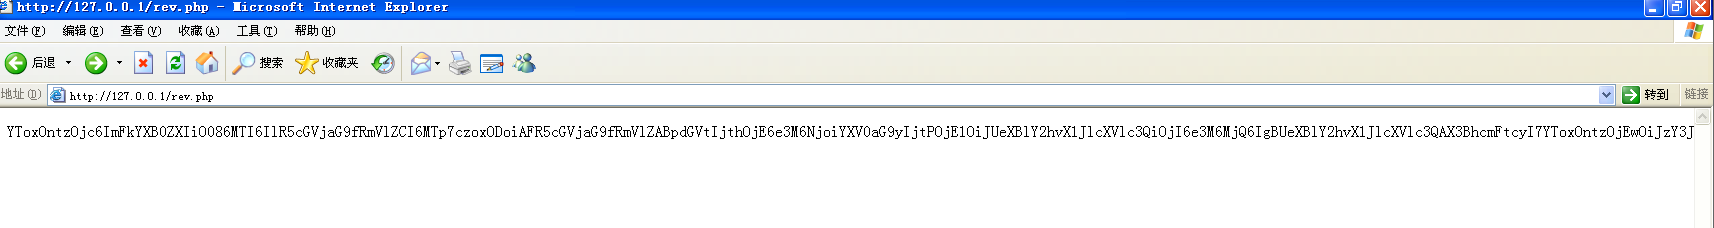 http://127.0.0.1/rev.php - Microsoft Internet Explorer
文件(F) 编辑(E) 查看(V) 收藏(A) 工具(T) 帮助(H)
后退 搜索 收藏夹
地址(D) http://127.0.0.1/rev.php 转到 链接
YToxOntzOjc6ImFkYXB0ZXIiO086MTI6IlR5cGVjaG9fRmVlZCI6MTp7czoxODoiAFR5cGVjaG9fRmVlZABpdGVtIjthOjE6e3M6NjoiYXV0aG9yIjtPOjE1OiJUeXBlY2hvX1JlcXVlc3QiOjI6e3M6MjQ6IgBUeXBlY2hvX1JlcXVlc3QAX3BhcmFtcyI7YToxOntzOjEwOiJzY3J